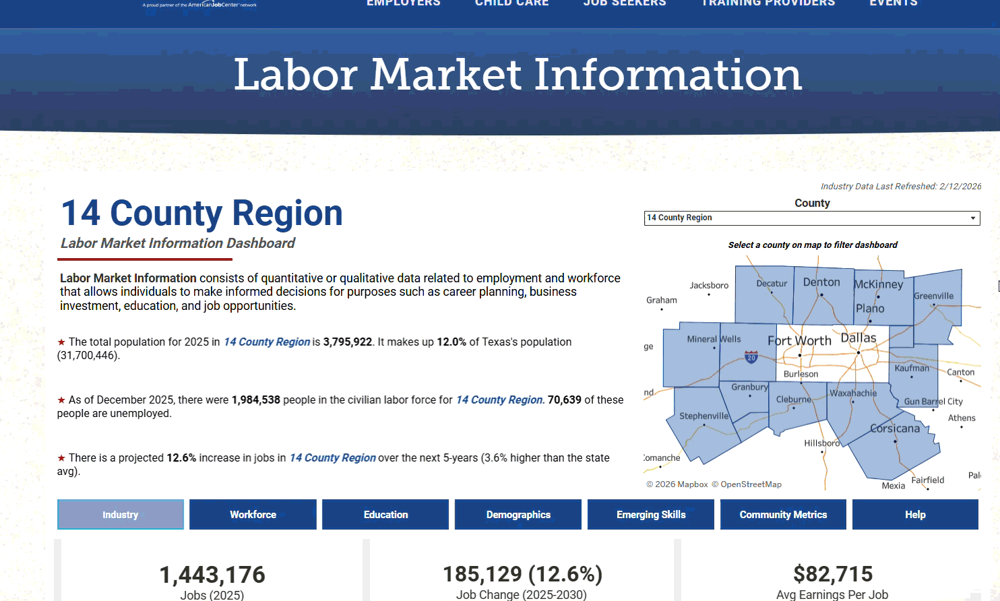 A proud partner of the AmericanJobCenter network
EMPLOYERS CHILD CARE JOB SEEKERS TRAINING PROVIDERS EVENTS
Labor Market Information
Industry Data Last Refreshed: 2/12/2026
14 County Region
Labor Market Information Dashboard
County
14 County Region
Select a county on map to filter dashboard
Labor Market Information consists of quantitative or qualitative data related to employment and workforce
that allows individuals to make informed decisions for purposes such as career planning, business
investment, education, and job opportunities.
★ The total population for 2025 in 14 County Region is 3,795,922. It makes up 12.0% of Texas's population
(31,700,446).
★ As of December 2025, there were 1,984,538 people in the civilian labor force for 14 County Region. 70,639 of these
people are unemployed.
★ There is a projected 12.6% increase in jobs in 14 County Region over the next 5-years (3.6% higher than the state
avg).
Jacksboro
Decatur
Denton
McKinney
Graham
Greenville
Plano
Mineral Wells
Fort Worth
Dallas
ge
20
Burleson
Kaufman
Canton
nd
Granbury
Cleburne
Waxahachie
Gun Barrel City
Stephenville
Athens
Corsicana
Hillsboro
omanche
Pal
Mexia
Fairfield
© 2026 Mapbox © OpenStreetMap
Industry Workforce Education Demographics Emerging Skills Community Metrics Help
1,443,176
Jobs (2025)
185,129 (12.6%)
Job Change (2025-2030)
$82,715
Avg Earnings Per Job